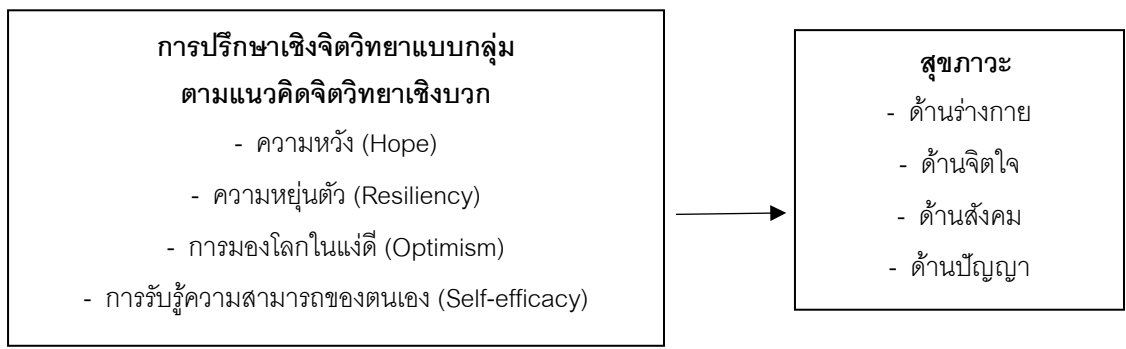 การปรึกษาเชิงจิตวิทยาแบบกลุ่ม
ตามแนวคิดจิตวิทยาเชิงบวก
- ความหวัง (Hope)
- ความหยุ่นตัว (Resiliency)
- การมองโลกในแง่ดี (Optimism)
- การรับรู้ความสามารถของตนเอง (Self-efficacy)
สุขภาวะ
- ด้านร่างกาย
- ด้านจิตใจ
- ด้านสังคม
- ด้านปัญญา